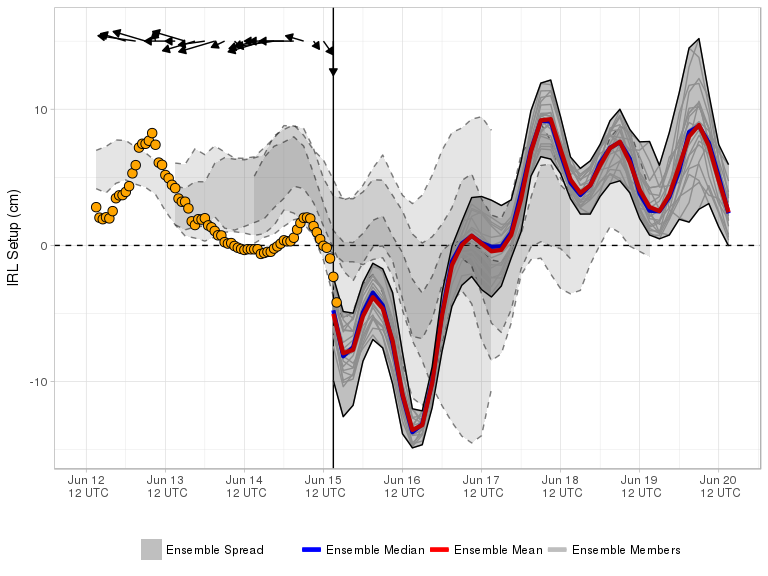 10
0
-10
IRL Setup (cm)
Jun 12 Jun 13 Jun 14 Jun 15 Jun 16 Jun 17 Jun 18 Jun 19 Jun 20
12 UTC 12 UTC 12 UTC 12 UTC 12 UTC 12 UTC 12 UTC 12 UTC 12 UTC
Ensemble Spread Ensemble Median Ensemble Mean Ensemble Members